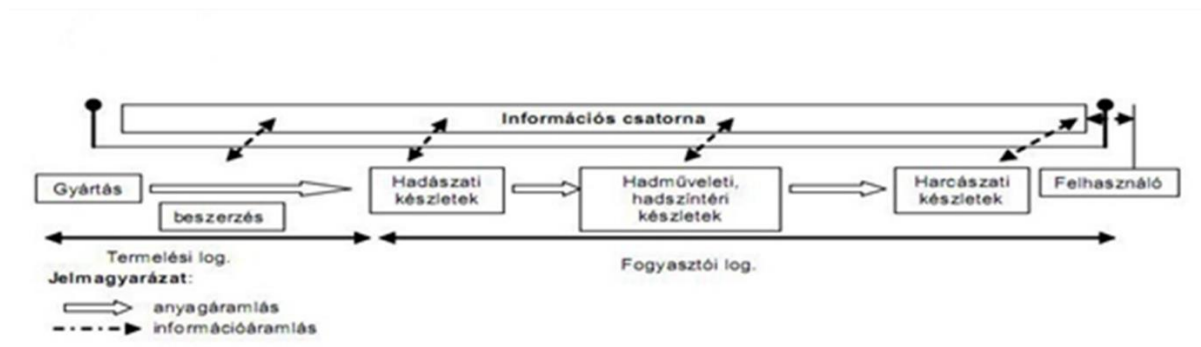 Információs csatorna
Gyártás
beszerzés
Hadászati
készletek
Hadműveleti,
hadszíntéri
készletek
Harcászati
készletek
Felhasználó
Termelési log.
Fogyasztói log.
Jelmagyarázat:
anyagáramlás
információáramlás